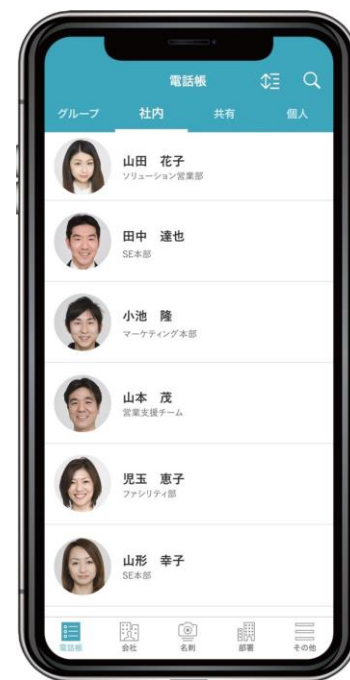 電話帳
グループ 社内 共有 個人
山田 花子
ソリューション営業部
田中 達也
SE本部
小池 隆
マーケティング本部
山本 茂
営業支援チーム
児玉 恵子
ファシリティ部
山形 幸子
SE本部
電話帳 会社 名刺 部署 その他